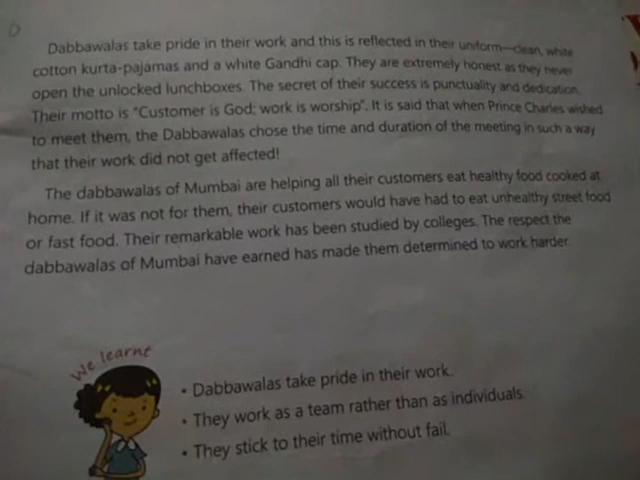 Dabbawalas take pride in their work and this is reflected in their uniform—clean, white
cotton kurta-pajamas and a white Gandhi cap. They are extremely honest as they never
open the unlocked lunchboxes. The secret of their success is punctuality and dedication.
Their motto is "Customer is God; work is worship". It is said that when Prince Charles wished
to meet them, the Dabbawalas chose the time and duration of the meeting in such a way
that their work did not get affected!
The dabbawalas of Mumbai are helping all their customers eat healthy food cooked at
home. If it was not for them, their customers would have had to eat unhealthy street food
or fast food. Their remarkable work has been studied by colleges. The respect the
dabbawalas of Mumbai have earned has made them determined to work harder.
We learnt
• Dabbawalas take pride in their work.
• They work as a team rather than as individuals.
• They stick to their time without fail.